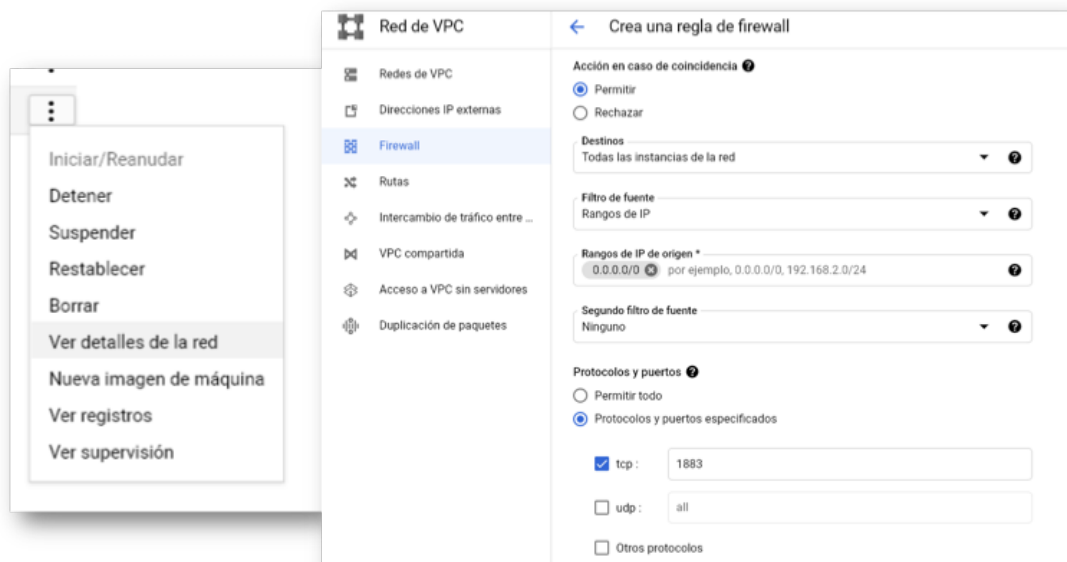 Iniciar/Reanudar
Detener
Suspender
Restablecer
Borrar
Ver detalles de la red
Nueva imagen de máquina
Ver registros
Ver supervisión
Red de VPC
Redes de VPC
Direcciones IP externas
Firewall
Rutas
Intercambio de tráfico entre ...
VPC compartida
Acceso a VPC sin servidores
Duplicación de paquetes
Crea una regla de firewall
Acción en caso de coincidencia
Permitir
Rechazar
Destinos
Todas las instancias de la red
Filtro de fuente
Rangos de IP
Rangos de IP de origen *
0.0.0.0/0 por ejemplo, 0.0.0.0/0, 192.168.2.0/24
Segundo filtro de fuente
Ninguno
Protocolos y puertos
Permitir todo
Protocolos y puertos especificados
tcp : 1883
udp : all
Otros protocolos